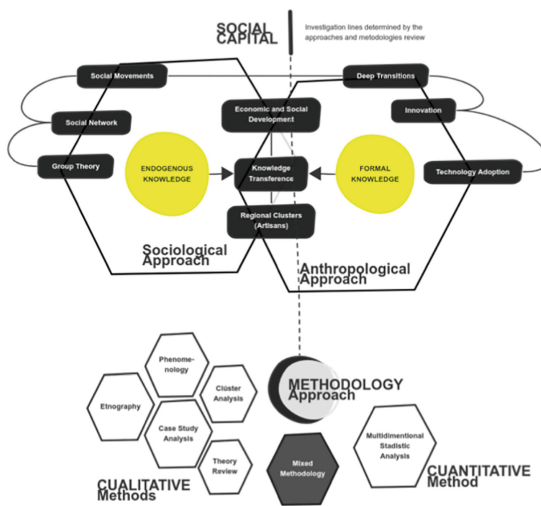 SOCIAL
CAPITAL
Investigation lines determined by the
approaches and metodologies review
Social Movements
Deep Transitions
Economic and Social
Development
Innovation
Social Network
Group Theory
ENDOGENOUS
KNOWLEDGE
Knowledge
Transference
FORMAL
KNOWLEDGE
Technology Adoption
Regional Clusters
(Artisans)
Sociological
Approach
Anthropological
Approach
Phenome-
nology
METHODOLOGY
Approach
Etnography
Clúster
Analysis
Case Study
Analysis
Multidimentional
Stadistic
Analysis
Theory
Review
Mixed
Methodology
CUALITATIVE
Methods
CUANTITATIVE
Method